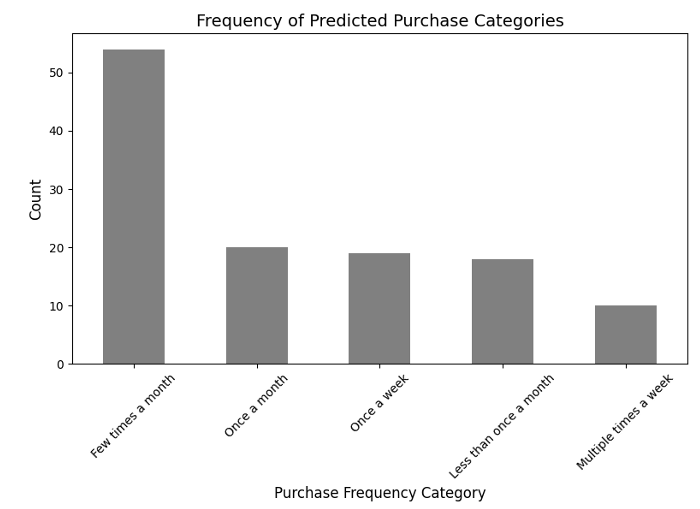 Frequency of Predicted Purchase Categories
Count
50
40
30
20
10
0
Few times a month
Once a month
Once a week
Less than once a month
Multiple times a week
Purchase Frequency Category